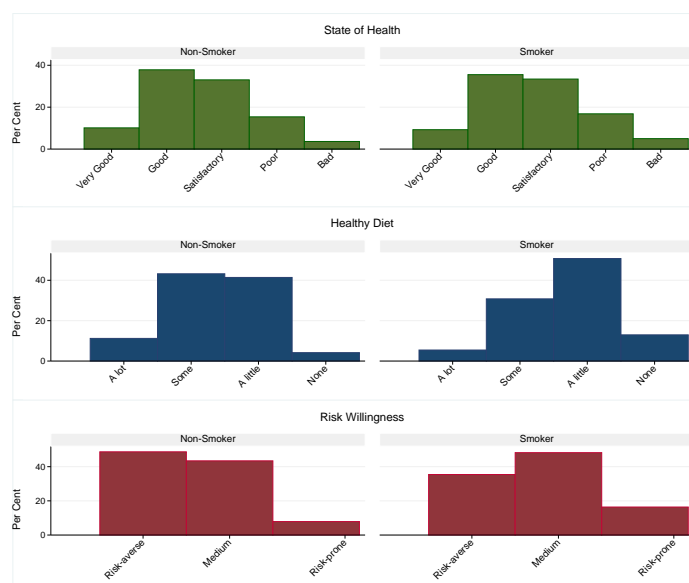 State of Health
Non-Smoker
Smoker
Per Cent
40
20
0
Very Good
Good
Satisfactory
Poor
Bad
Very Good
Good
Satisfactory
Poor
Bad
Healthy Diet
Non-Smoker
Smoker
Per Cent
40
20
0
A lot
Some
A little
None
A lot
Some
A little
None
Risk Willingness
Non-Smoker
Smoker
Per Cent
40
20
0
Risk-averse
Medium
Risk-prone
Risk-averse
Medium
Risk-prone